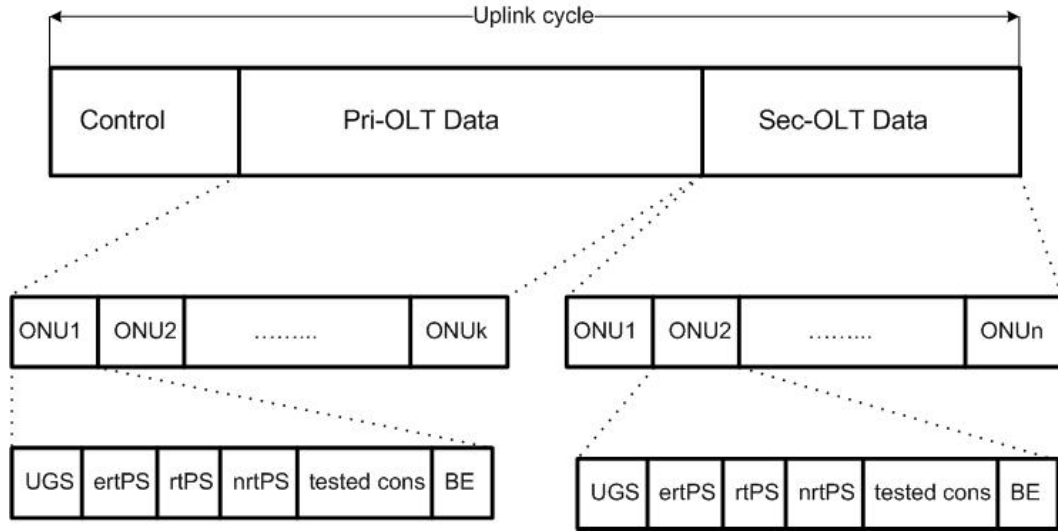 Uplink cycle
Control Pri-OLT Data Sec-OLT Data
ONU1 ONU2 ......... ONUk ONU1 ONU2 ......... ONUn
UGS ertPS rtPS nrtPS tested cons BE
UGS ertPS rtPS nrtPS tested cons BE